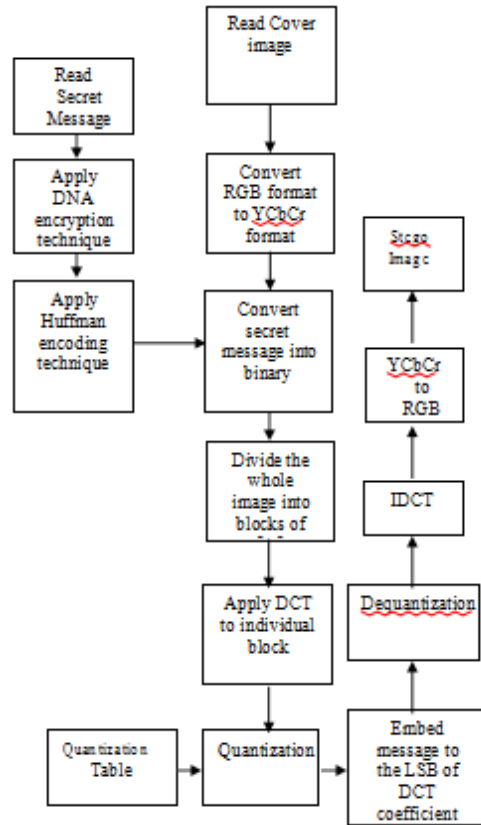 Read Cover
image
Read
Secret
Message
Apply
DNA
encryption
technique
Convert
RGB format
to YCbCr
format
Stego
Image
Apply
Huffman
encoding
technique
Convert
secret
message into
binary
YCbCr
to
RGB
Divide the
whole
image into
blocks of
IDCT
Apply DCT
to individual
block
Dequantization
Quantization
Table
Quantization
Embed
message to
the LSB of
DCT
coefficient